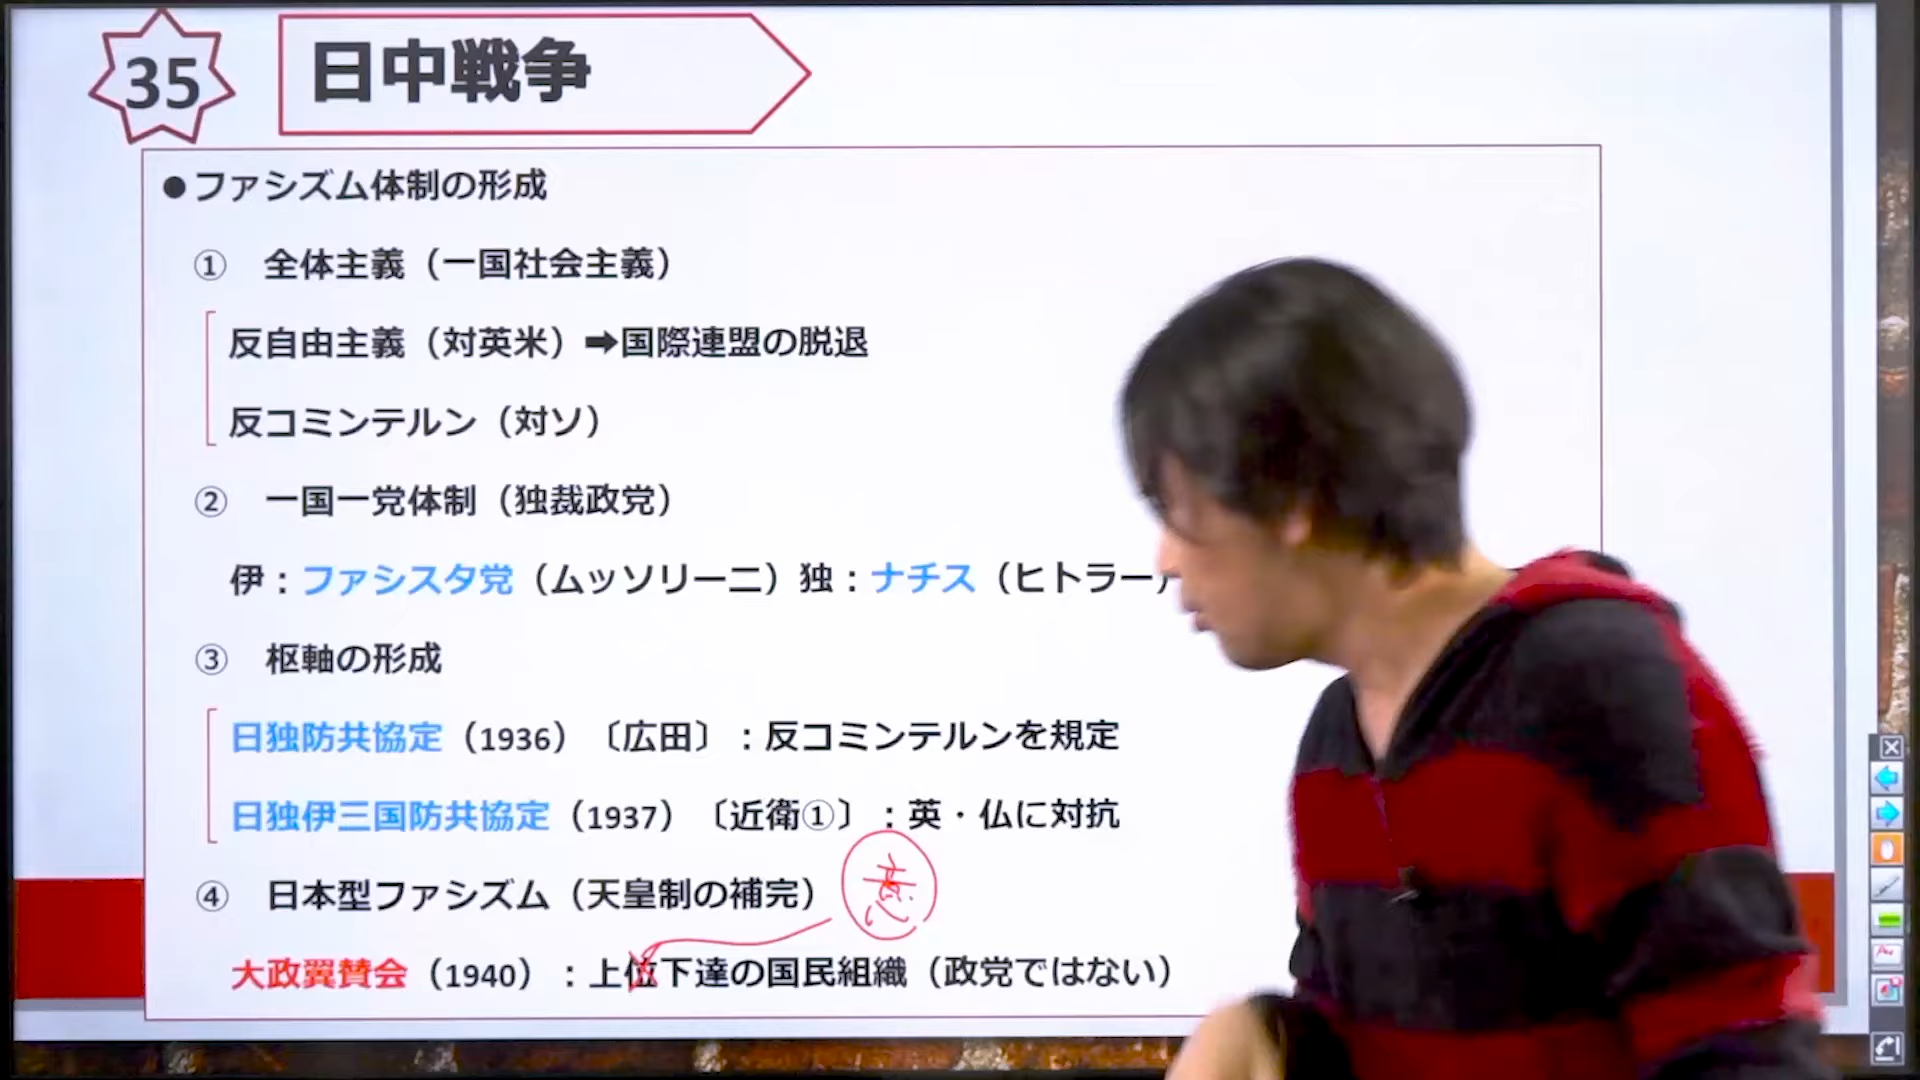 35 日中戦争
●ファシズム体制の形成
① 全体主義（一国社会主義）
反自由主義（対英米）➡国際連盟の脱退
反コミンテルン（対ソ）
② 一国一党体制（独裁政党）
伊：ファシスタ党（ムッソリーニ）独：ナチス（ヒトラー）
③ 枢軸の形成
日独防共協定（1936）〔広田〕：反コミンテルンを規定
日独伊三国防共協定（1937）〔近衛①〕：英・仏に対抗
④ 日本型ファシズム（天皇制の補完）
意
大政翼賛会（1940）：上位下達の国民組織（政党ではない）